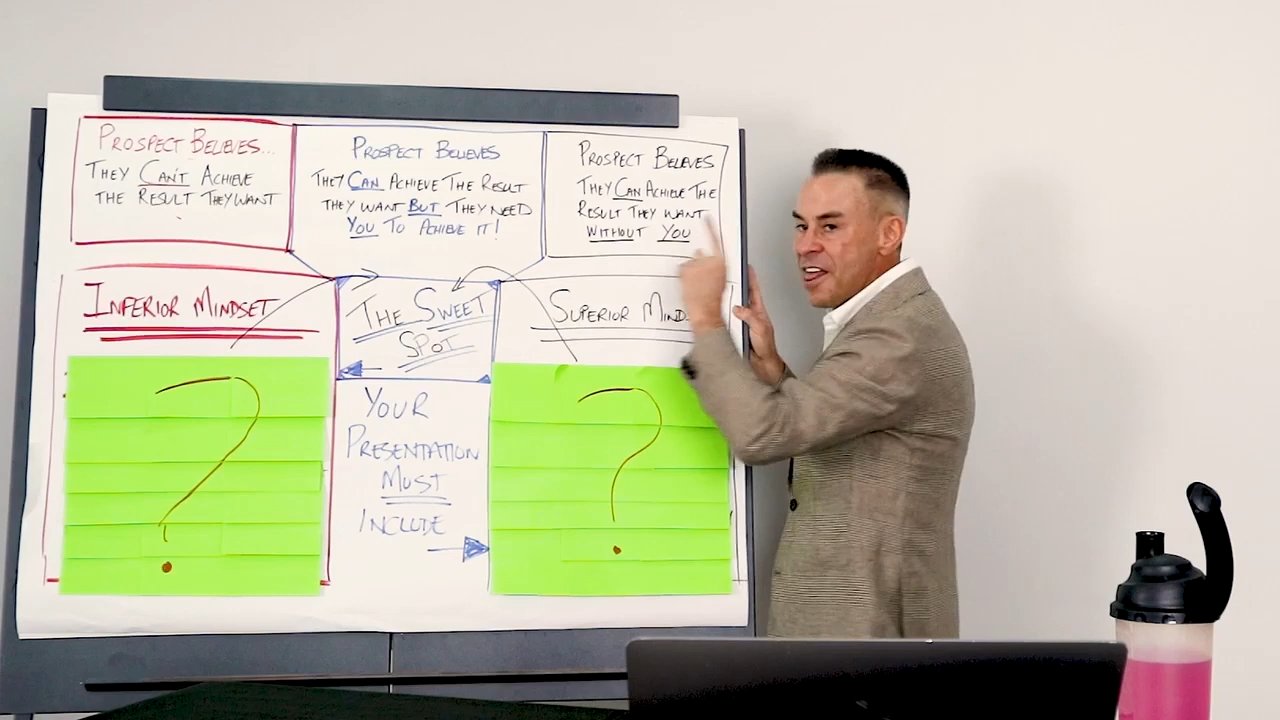 PROSPECT BELIEVES...
THEY CAN'T ACHIEVE
THE RESULT THEY WANT
PROSPECT BELIEVES
THEY CAN ACHIEVE THE RESULT
THEY WANT BUT THEY NEED
YOU TO ACHIEVE IT!
PROSPECT BELIEVES
THEY CAN ACHIEVE THE
RESULT THEY WANT
WITHOUT YOU
INFERIOR MINDSET
THE SWEET
SPOT
SUPERIOR MINDS
?
YOUR
PRESENTATION
MUST
INCLUDE
?